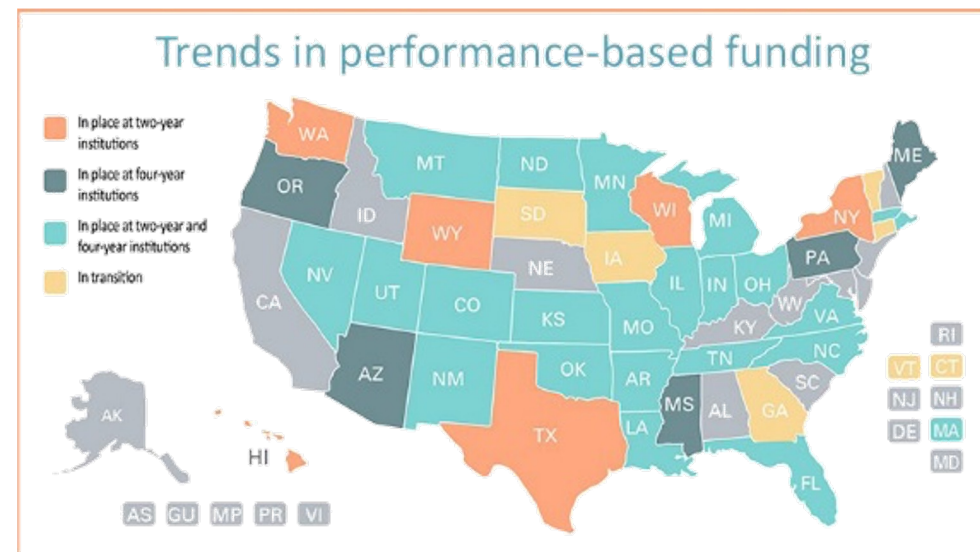 Trends in performance-based funding
In place at two-year
institutions
In place at four-year
institutions
In place at two-year and
four-year institutions
In transition
WA
OR
ID
MT
ND
MN
WY
SD
WI
MI
NY
ME
CA
NV
UT
CO
NE
IA
IL
IN
OH
PA
WV
VA
KS
MO
KY
NC
TN
AZ
NM
OK
AR
SC
TX
LA
MS
AL
GA
FL
AK
HI
AS
GU
MP
PR
VI
RI
VT
CT
NJ
NH
DE
MA
MD